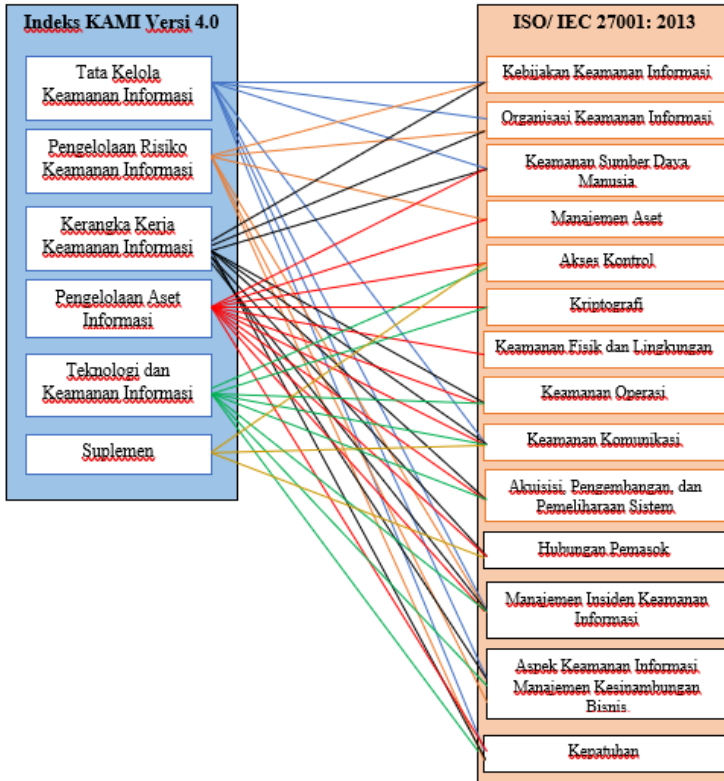 Indeks KAMI Versi 4.0
Tata Kelola
Keamanan Informasi
Pengelolaan Risiko
Keamanan Informasi
Kerangka Kerja
Keamanan Informasi
Pengelolaan Aset
Informasi
Teknologi dan
Keamanan Informasi
Suplemen
ISO/ IEC 27001: 2013
Kebijakan Keamanan Informasi
Organisasi Keamanan Informasi
Keamanan Sumber Daya
Manusia
Manajemen Aset
Akses Kontrol
Kriptografi
Keamanan Fisik dan Lingkungan
Keamanan Operasi
Keamanan Komunikasi
Akuisisi, Pengembangan, dan
Pemeliharaan Sistem
Hubungan Pemasok
Manajemen Insiden Keamanan
Informasi
Aspek Keamanan Informasi
Manajemen Kesinambungan
Bisnis
Kepatuhan